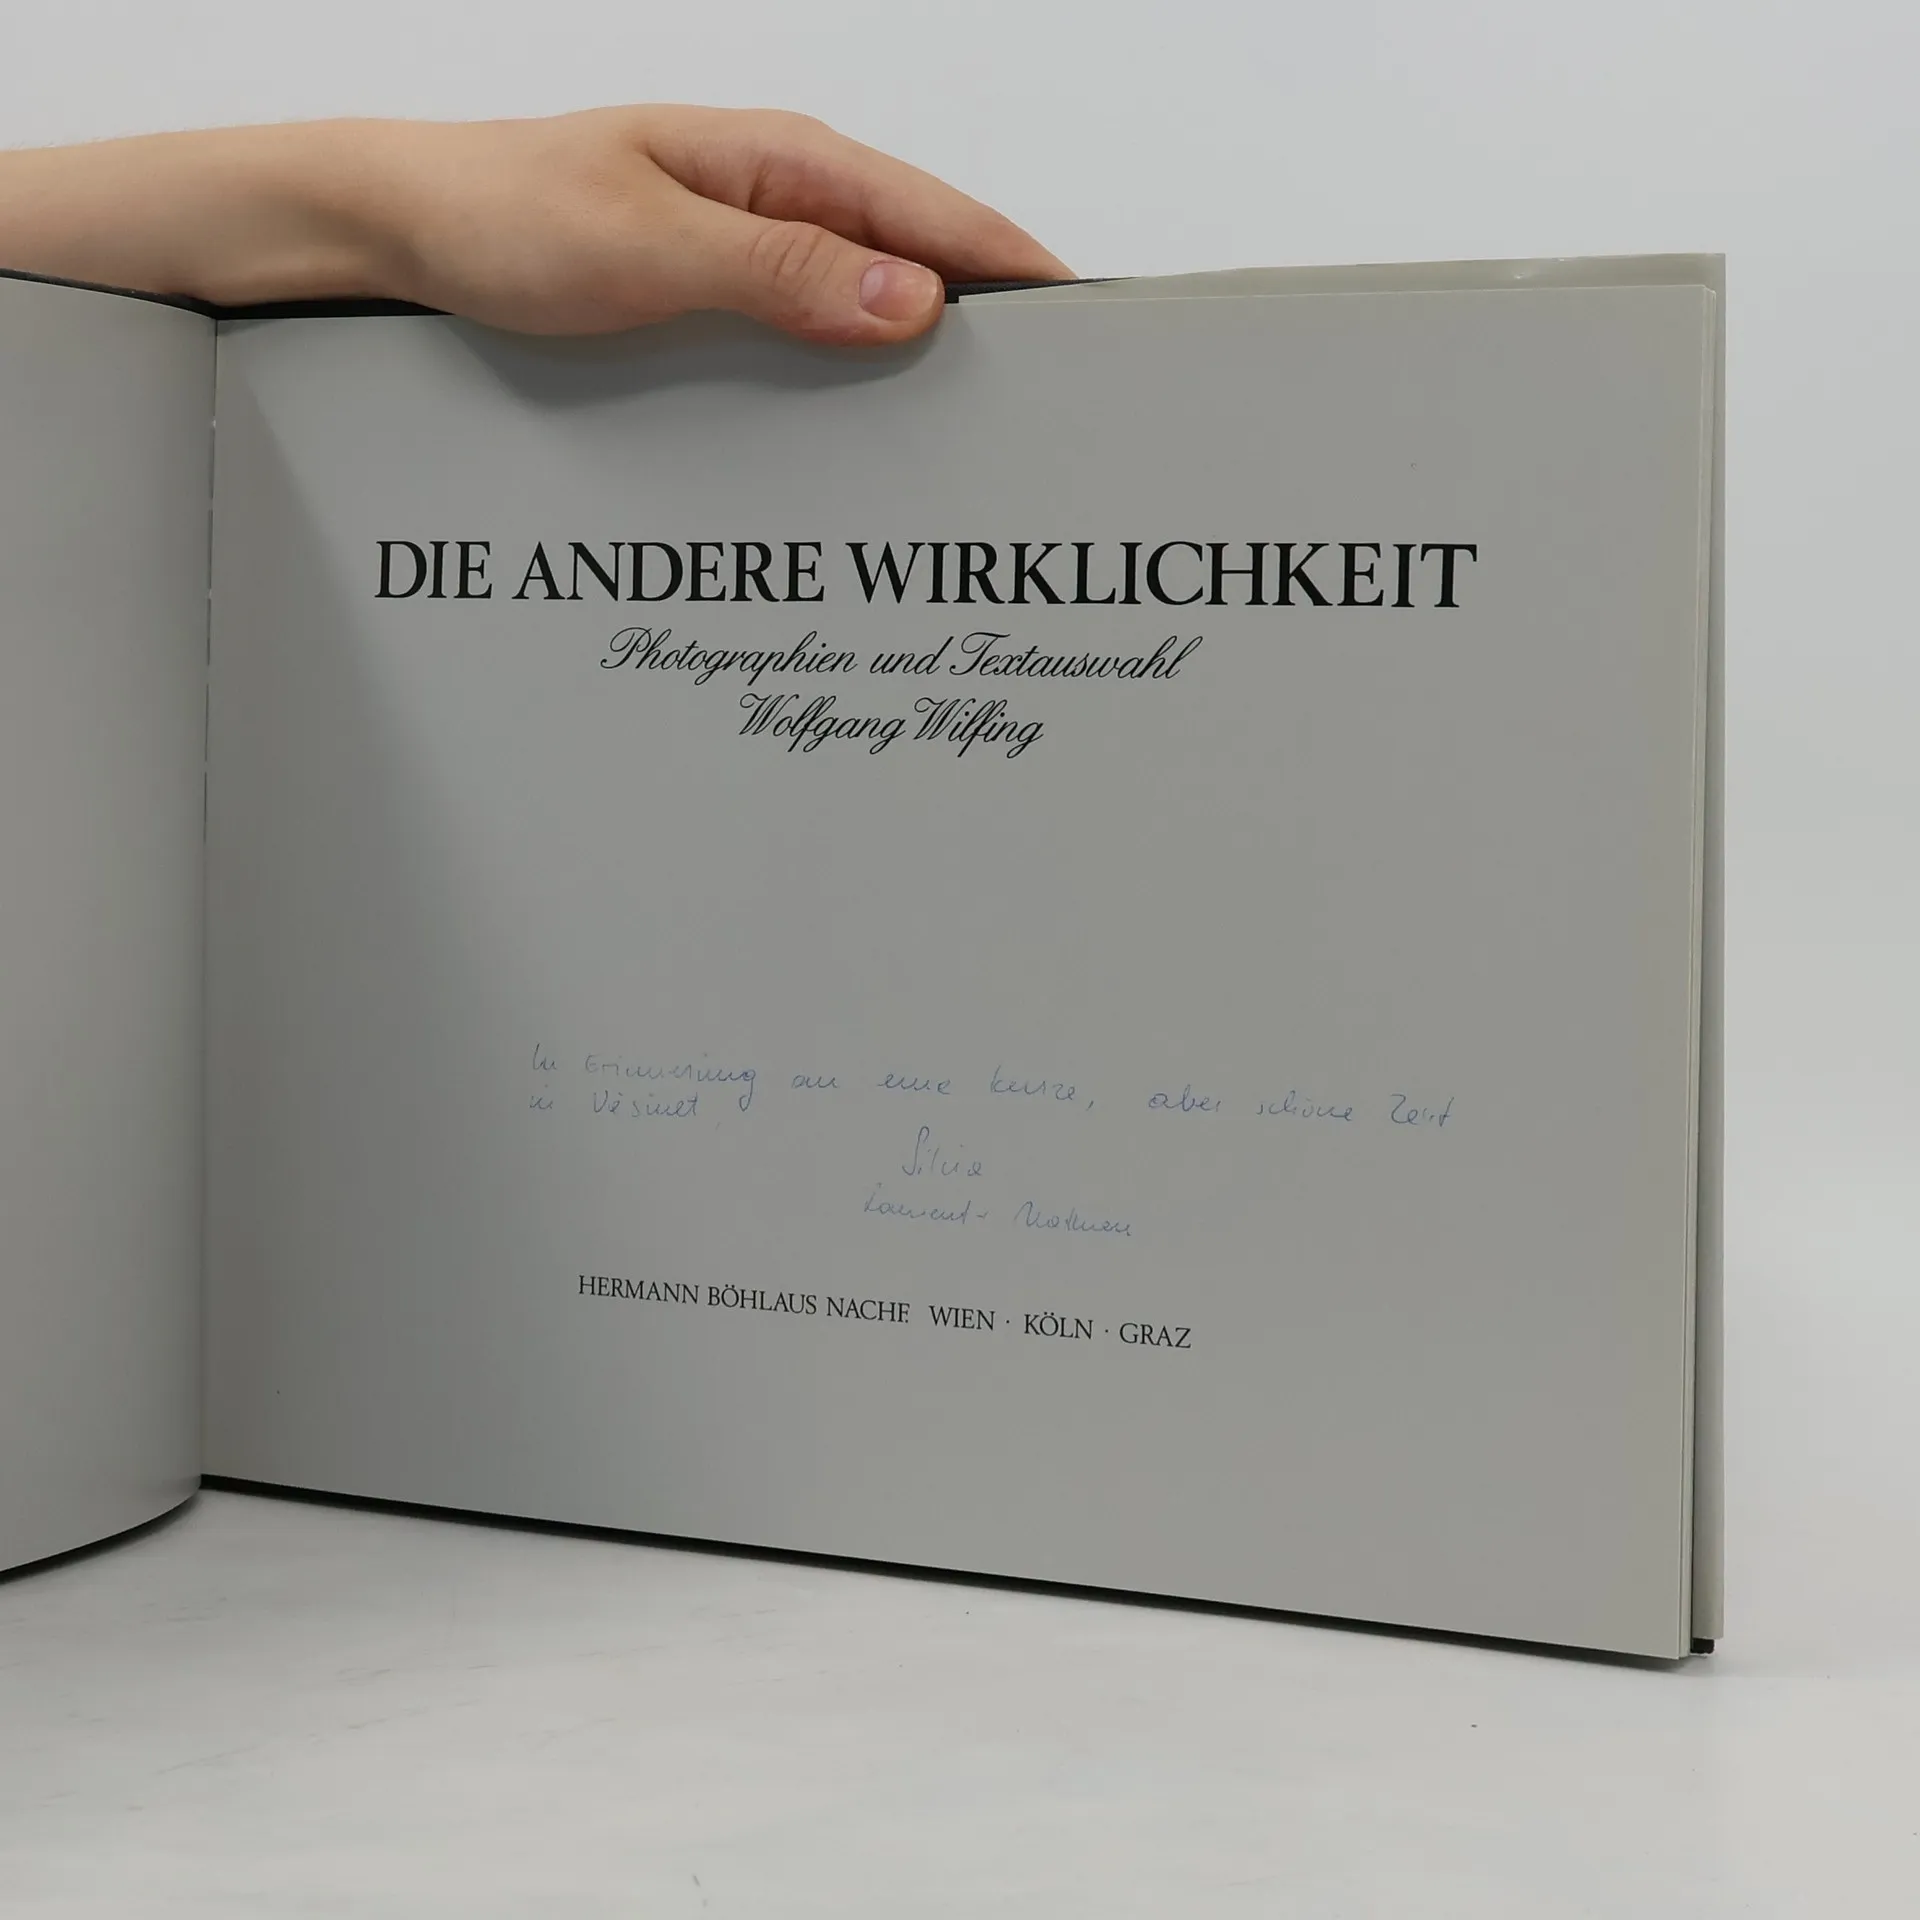 DIE ANDERE WIRKLICHKEIT
Photographien und Textauswahl
Wolfgang Wilfing
In Erinnerung an eine kurze, aber schöne Zeit
in Vésinet,
Silvia
Laurent-
HERMANN BÖHLAUS NACHF. WIEN · KÖLN · GRAZ